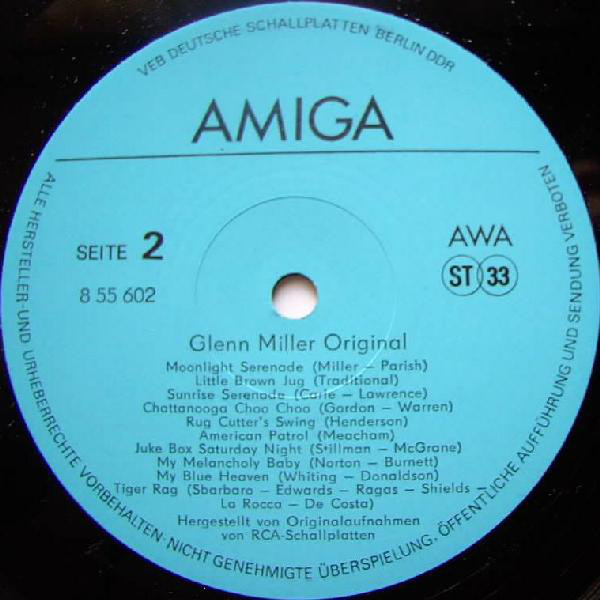 VEB DEUTSCHE SCHALLPLATTEN BERLIN DDR
AMIGA
SEITE 2
8 55 602
AWA
ST 33
Glenn Miller Original
Moonlight Serenade (Miller – Parish)
Little Brown Jug (Traditional)
Sunrise Serenade (Carle – Lawrence)
Chattanooga Choo Choo (Gordon – Warren)
Rug Cutter's Swing (Henderson)
American Patrol (Meacham)
Juke Box Saturday Night (Stillman – McGrane)
My Melancholy Baby (Norton – Burnett)
My Blue Heaven (Whiting – Donaldson)
Tiger Rag (Sbarbaro – Edwards – Ragas – Shields –
La Rocca – De Costa)
Hergestellt von Originalaufnahmen
von RCA-Schallplatten
ALLE HERSTELLER- UND URHEBERRECHTE VORBEHALTEN· NICHT GENEHMIGTE ÜBERSPIELUNG, ÖFFENTLICHE AUFFÜHRUNG UND SENDUNG VERBOTEN